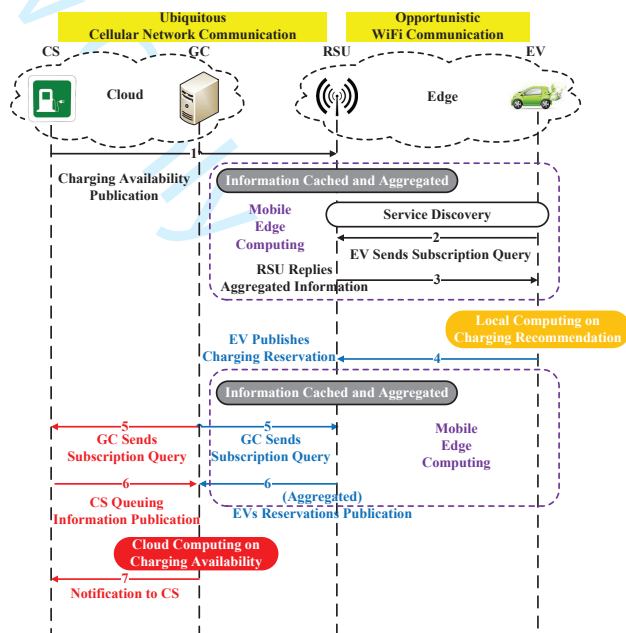 Ubiquitous
Cellular Network Communication
Opportunistic
WiFi Communication
CS
GC
RSU
EV
Cloud
Edge
1
Charging Availability
Publication
Information Cached and Aggregated
Mobile
Edge
Computing
Service Discovery
2
EV Sends Subscription Query
RSU Replies
Aggregated Information
3
Local Computing on
Charging Recommendation
EV Publishes
Charging Reservation
4
Information Cached and Aggregated
Mobile
Edge
Computing
5
GC Sends
Subscription Query
5
GC Sends
Subscription Query
6
CS Queuing
Information Publication
6
(Aggregated)
EVs Reservations Publication
Cloud Computing on
Charging Availability
7
Notification to CS